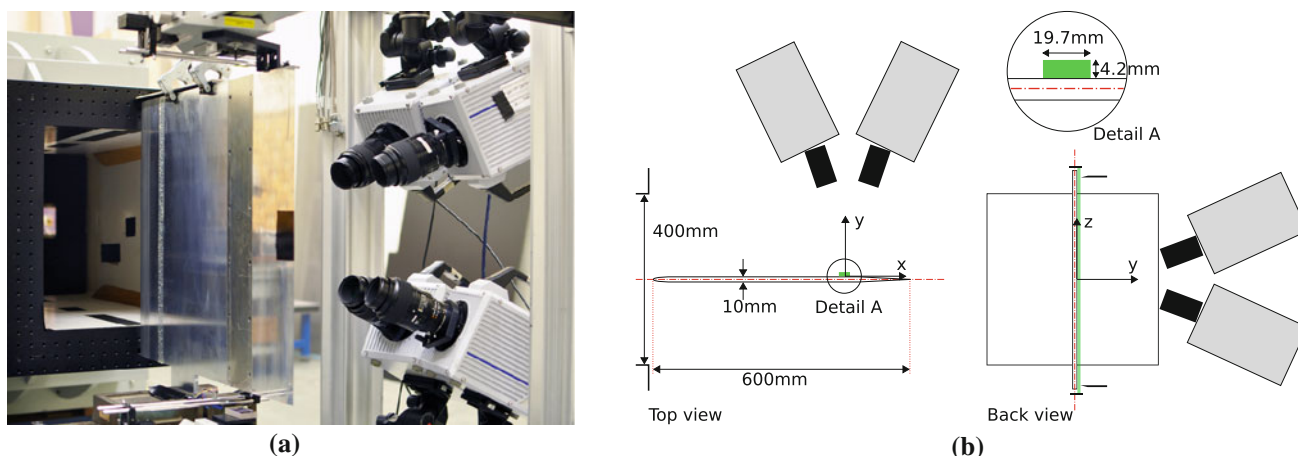 19.7mm
4.2mm
Detail A
400mm
y
x
10mm
Detail A
600mm
z
y
Top view
Back view
(a)
(b)